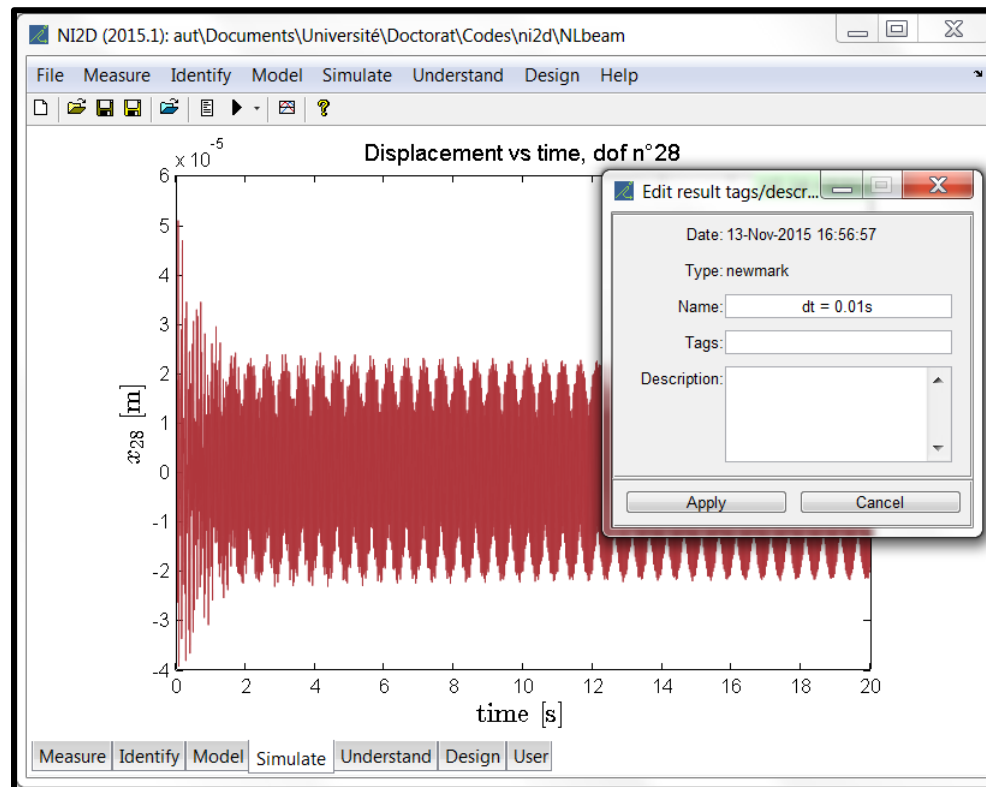 NI2D (2015.1): aut\Documents\Université\Doctorat\Codes\ni2d\NLbeam
File Measure Identify Model Simulate Understand Design Help
x 10^-5
Displacement vs time, dof n°28
6
5
4
3
2
1
0
-1
-2
-3
-4
x_28 [m]
0 2 4 6 8 10 12 14 16 18 20
time [s]
Edit result tags/descr...
Date: 13-Nov-2015 16:56:57
Type: newmark
Name: dt = 0.01s
Tags:
Description:
Apply Cancel
Measure Identify Model Simulate Understand Design User